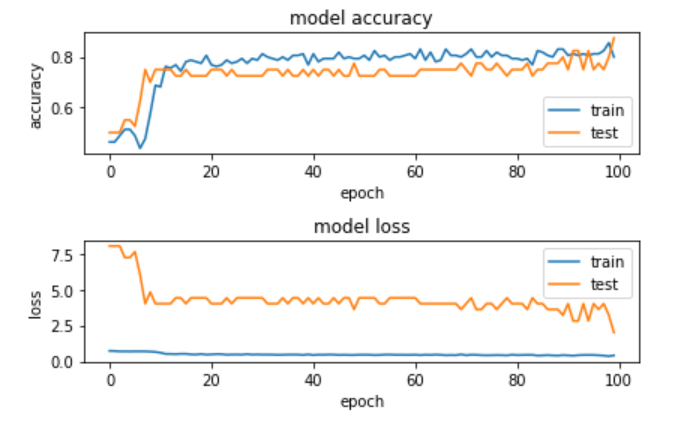 model accuracy
0.8
0.6
accuracy
train
test
0 20 40 60 80 100
epoch
model loss
7.5
5.0
2.5
0.0
loss
train
test
0 20 40 60 80 100
epoch